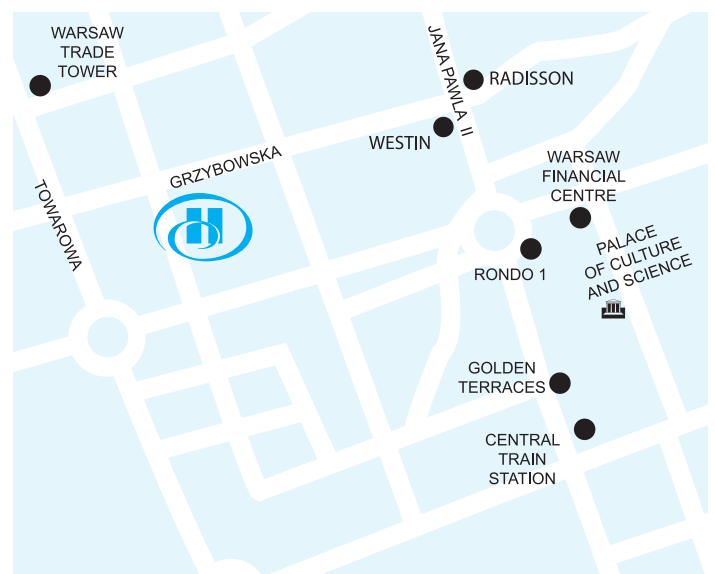 WARSAW
TRADE
TOWER
JANA PAWLA II
RADISSON
WESTIN
GRZYBOWSKA
WARSAW
FINANCIAL
CENTRE
TOWAROWA
PALACE
OF CULTURE
AND SCIENCE
RONDO 1
GOLDEN
TERRACES
CENTRAL
TRAIN
STATION